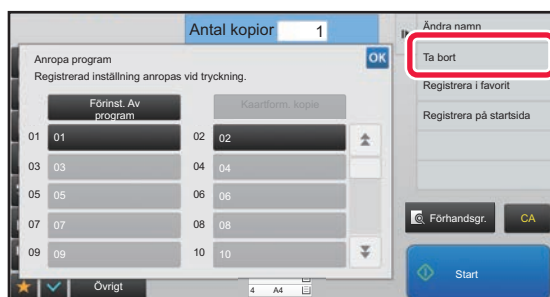 Antal kopior 1
Ändra namn
Ta bort
Registrera i favorit
Registrera på startsida
Anropa program
OK
Registrerad inställning anropas vid tryckning.
Förinst. Av program
Kaartform. kopie
01 01
02 02
03 03
04 04
05 05
06 06
07 07
08 08
09 09
10 10
Förhandsgr.
CA
Start
Övrigt
4 A4